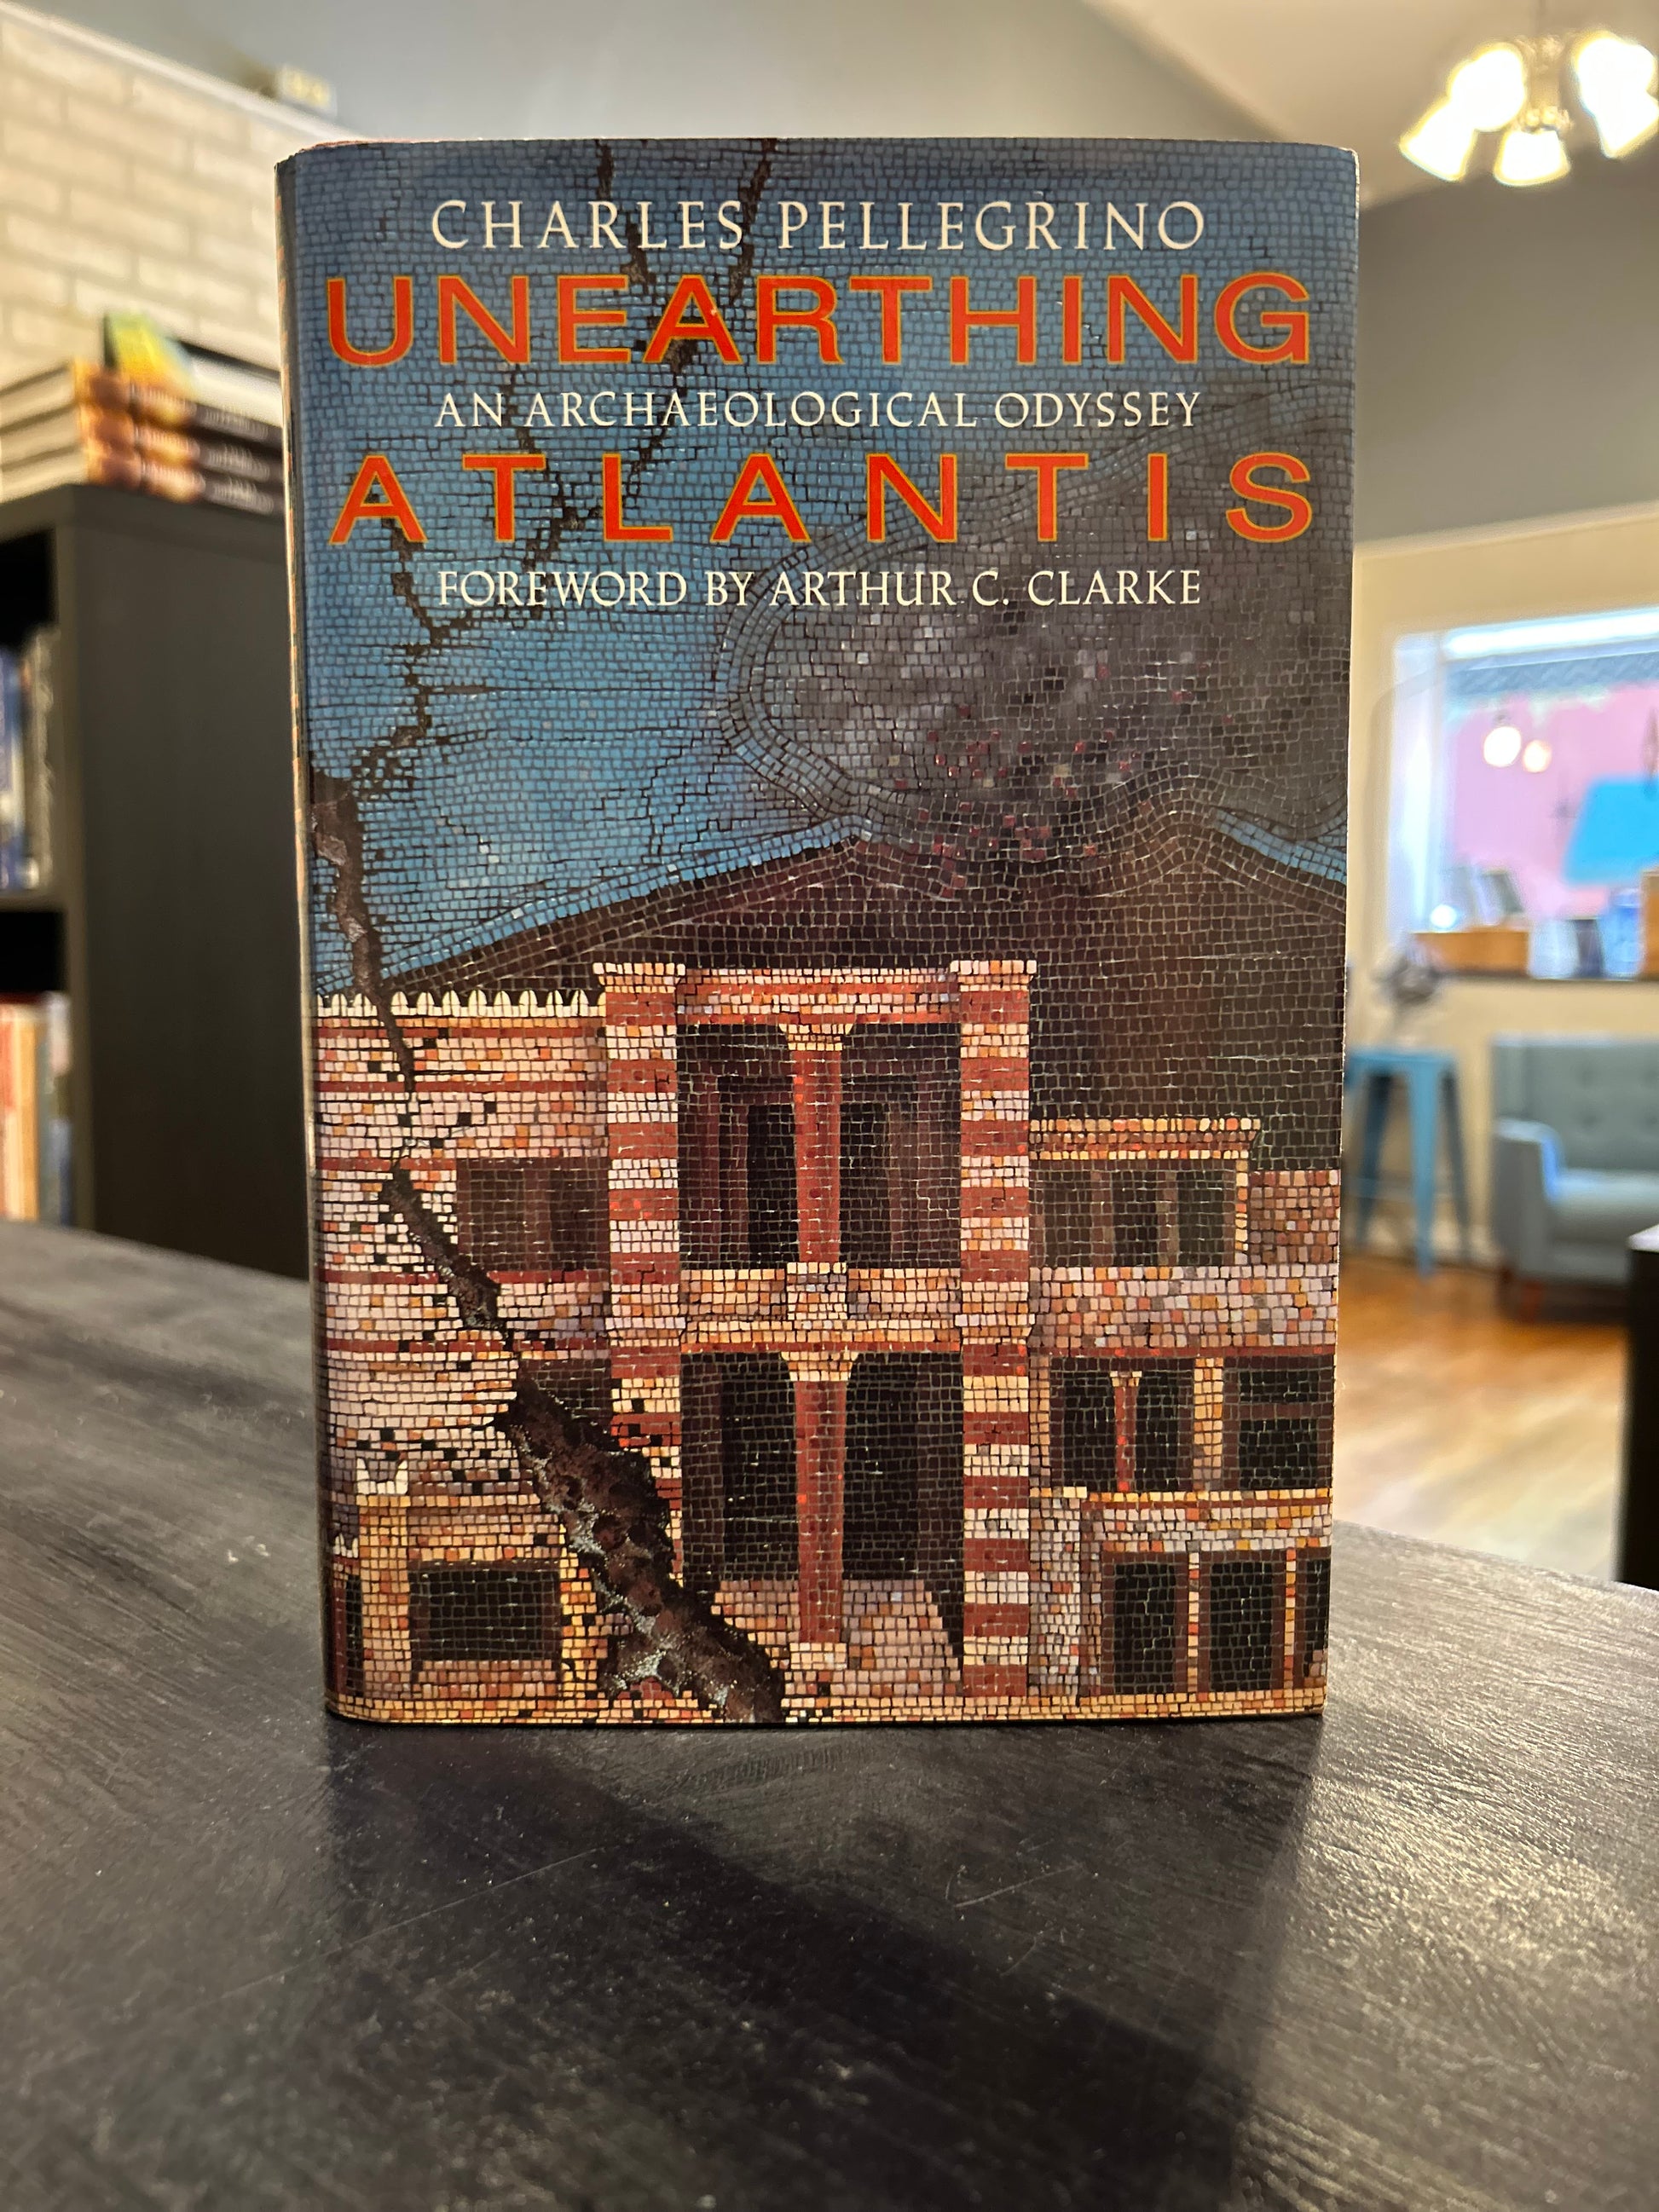 CHARLES PELLEGRINO
UNEARTHING
AN ARCHAEOLOGICAL ODYSSEY
ATLANTIS
FOREWORD BY ARTHUR C. CLARKE